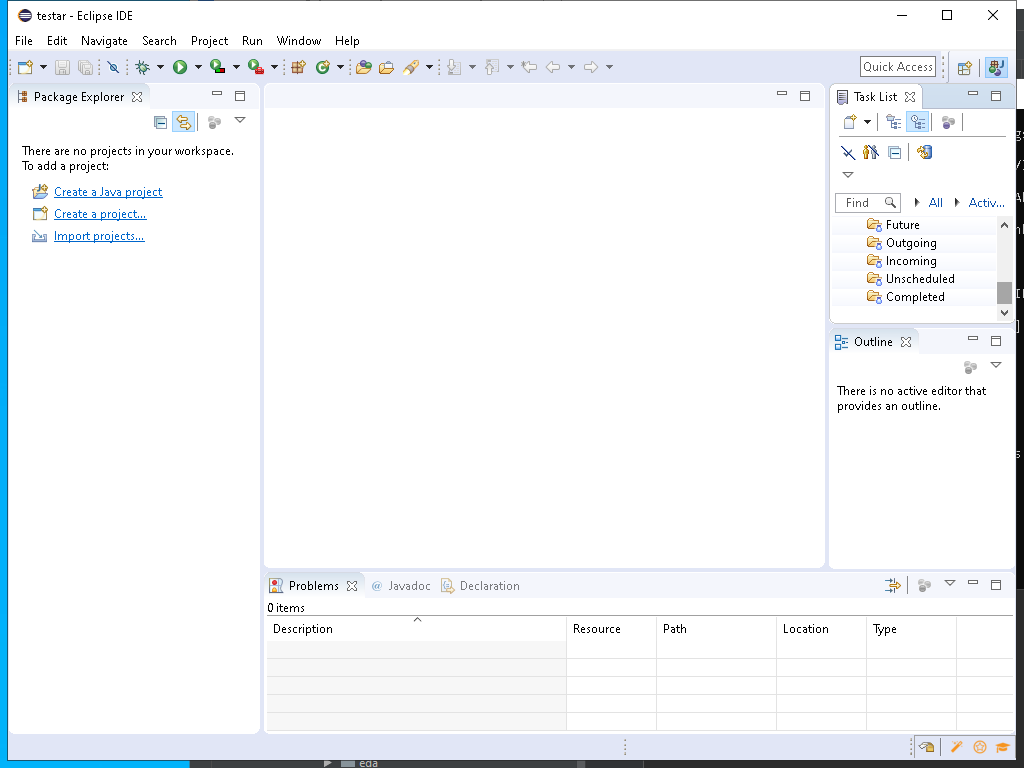 testar - Eclipse IDE
File Edit Navigate Search Project Run Window Help
Quick Access
Package Explorer
There are no projects in your workspace.
To add a project:
Create a Java project
Create a project...
Import projects...
Task List
Find
All
Activ...
Future
Outgoing
Incoming
Unscheduled
Completed
Outline
There is no active editor that
provides an outline.
Problems
@ Javadoc
Declaration
0 items
Description Resource Path Location Type
eda